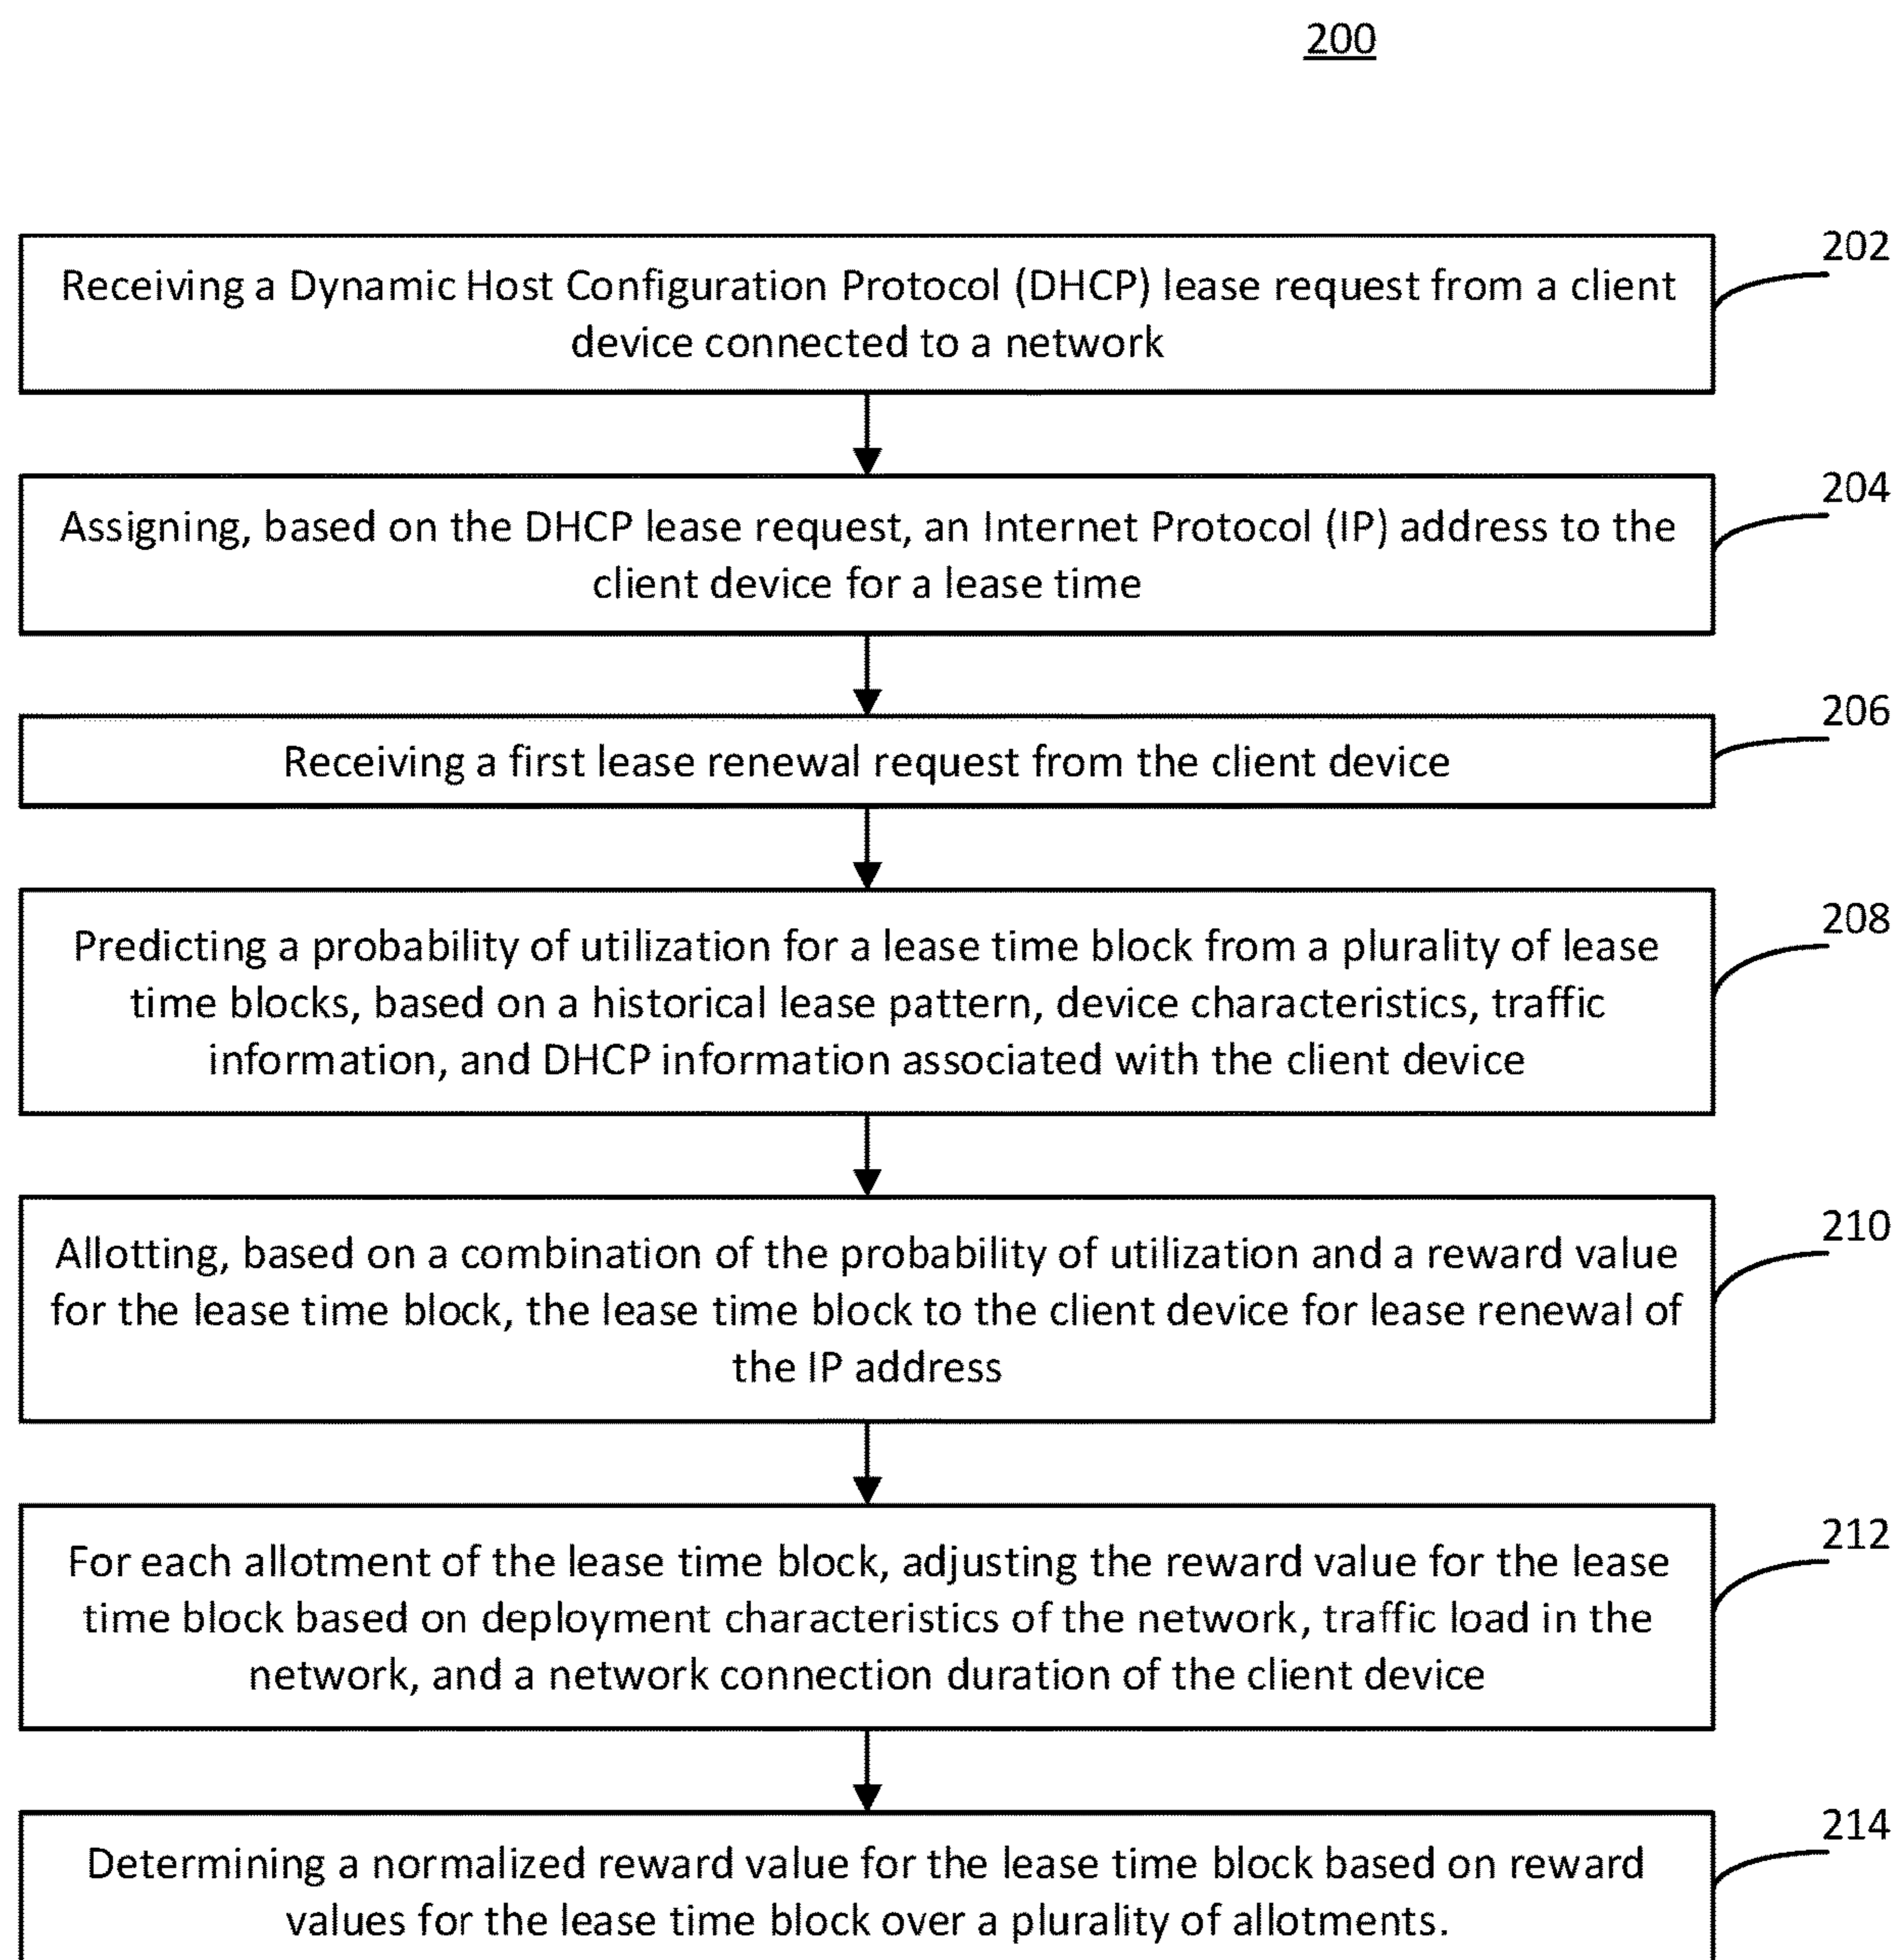 200
202
Receiving a Dynamic Host Configuration Protocol (DHCP) lease request from a client
device connected to a network
204
Assigning, based on the DHCP lease request, an Internet Protocol (IP) address to the
client device for a lease time
206
Receiving a first lease renewal request from the client device
208
Predicting a probability of utilization for a lease time block from a plurality of lease
time blocks, based on a historical lease pattern, device characteristics, traffic
information, and DHCP information associated with the client device
210
Allotting, based on a combination of the probability of utilization and a reward value
for the lease time block, the lease time block to the client device for lease renewal of
the IP address
212
For each allotment of the lease time block, adjusting the reward value for the lease
time block based on deployment characteristics of the network, traffic load in the
network, and a network connection duration of the client device
214
Determining a normalized reward value for the lease time block based on reward
values for the lease time block over a plurality of allotments.